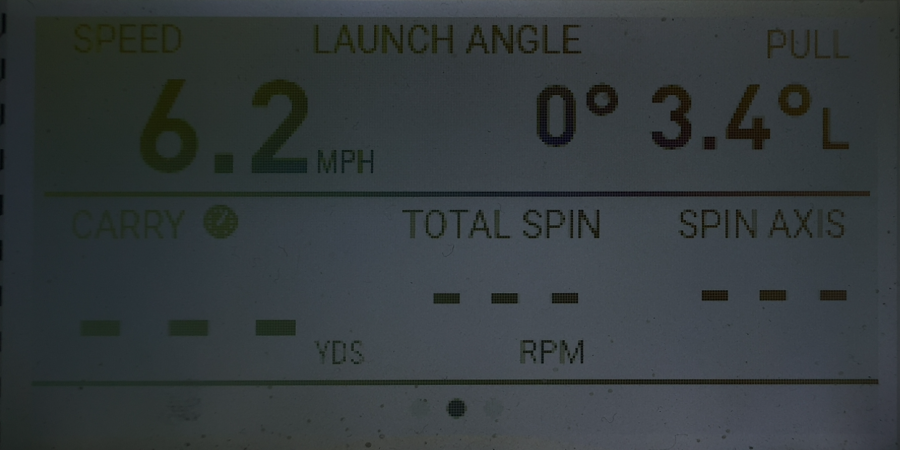 SPEED LAUNCH ANGLE PULL
6.2 MPH 0° 3.4° L
CARRY TOTAL SPIN SPIN AXIS
- - - - - - - - -
YDS RPM